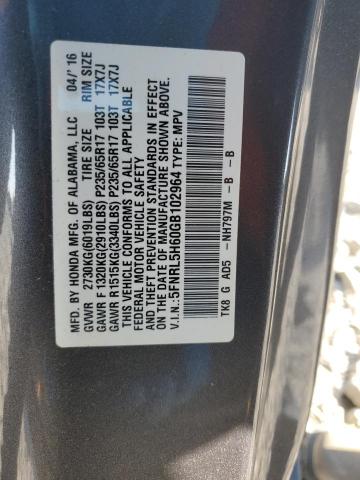 MFD. BY HONDA MFG. OF ALABAMA, LLC 04/'16
GVWR 2730KG(6019LBS) TIRE SIZE RIM SIZE
GAWR F 1320KG(2910LBS) P235/65R17 103T 17X7J
GAWR R1515KG(3340LBS) P235/65R17 103T 17X7J
THIS VEHICLE CONFORMS TO ALL APPLICABLE
FEDERAL MOTOR VEHICLE SAFETY
AND THEFT PREVENTION STANDARDS IN EFFECT
ON THE DATE OF MANUFACTURE SHOWN ABOVE.
V.I.N.: 5FNRL5H60GB102964 TYPE: MPV
TK8 G AD5 -NH797M -B -B